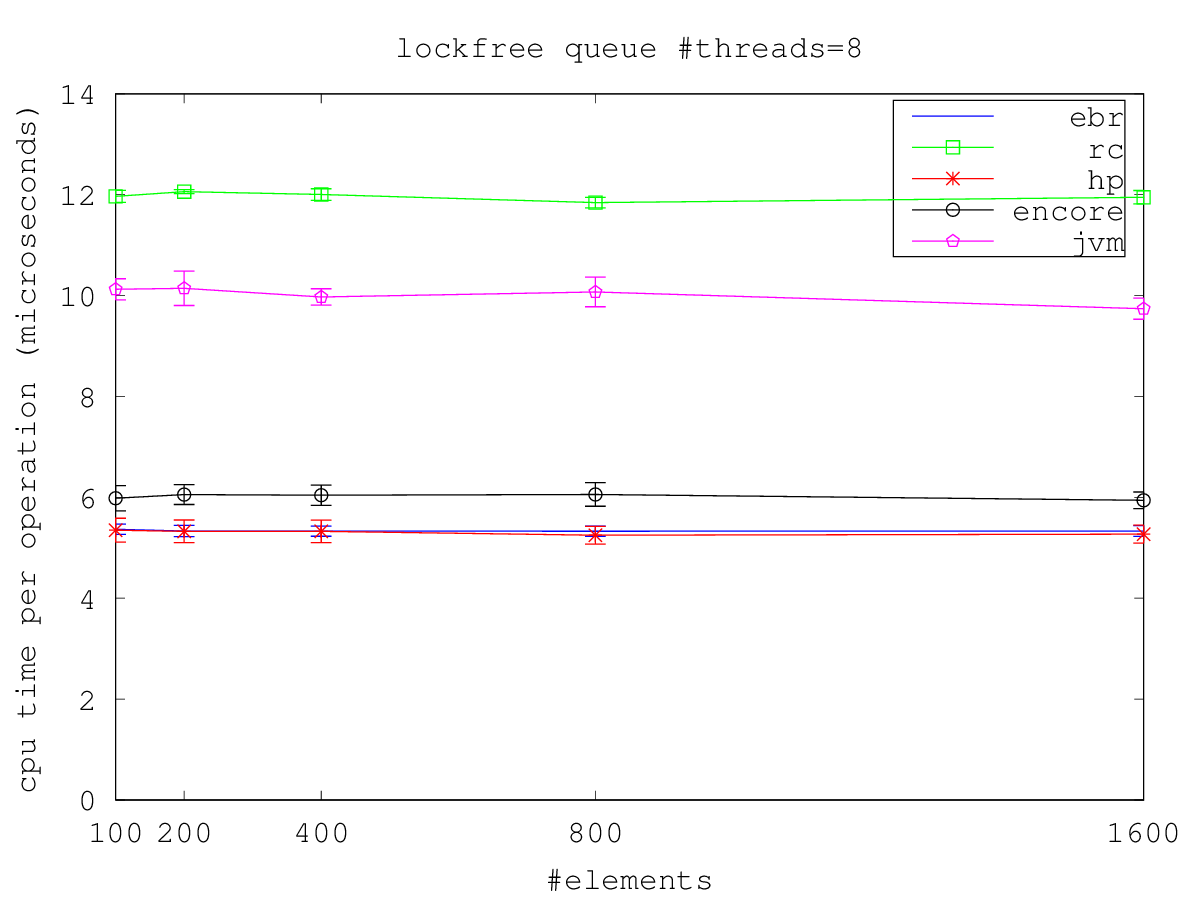 lockfree queue #threads=8
14
12
10
8
6
4
2
0
cpu time per operation (microseconds)
ebr
rc
hp
encore
jvm
100 200 400 800 1600
#elements